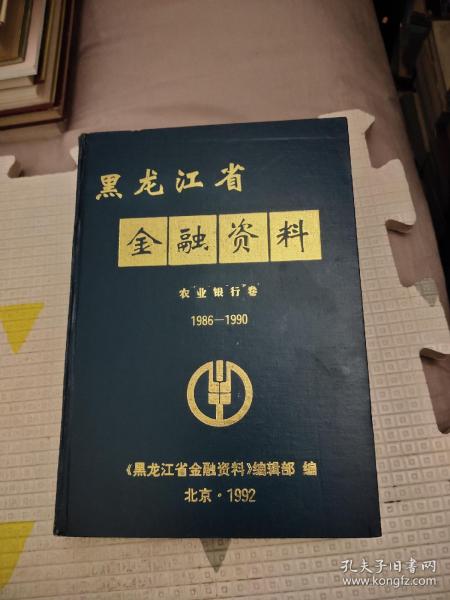 黑龙江省
金融资料
农业银行卷
1986—1990
《黑龙江省金融资料》编辑部 编
北京·1992
孔夫子旧书网
www.kongfz.com